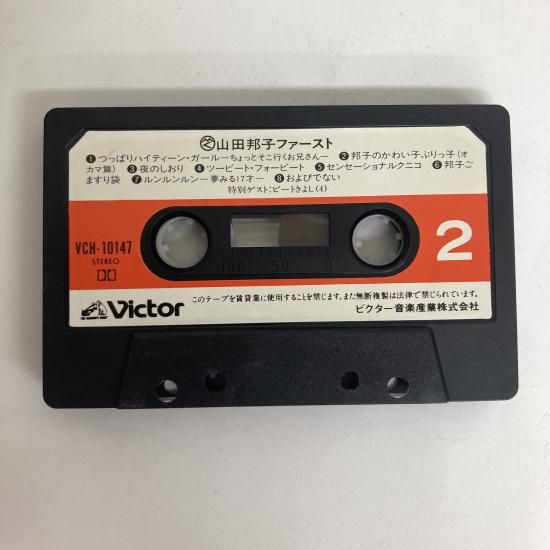 ㋗山田邦子ファースト
❶つっぱりハイティーン・ガール―ちょっとそこ行くお兄さん― ❷邦子のかわい子ぶりっ子(オ
カマ篇) ❸夜のしおり ❹ツービート・フォービート ❺センセーショナルクニコ ❻邦子ご
ますり袋 ❼ルンルンルン―夢みる!7才― ❽およびでない
特別ゲスト:ビートきよし(4)
VCH-10147
STEREO
2
100 50 0
Victor
このテープを賃貸業に使用することを禁じます。また無断複製は法律で禁じられています。
ビクター音楽産業株式会社